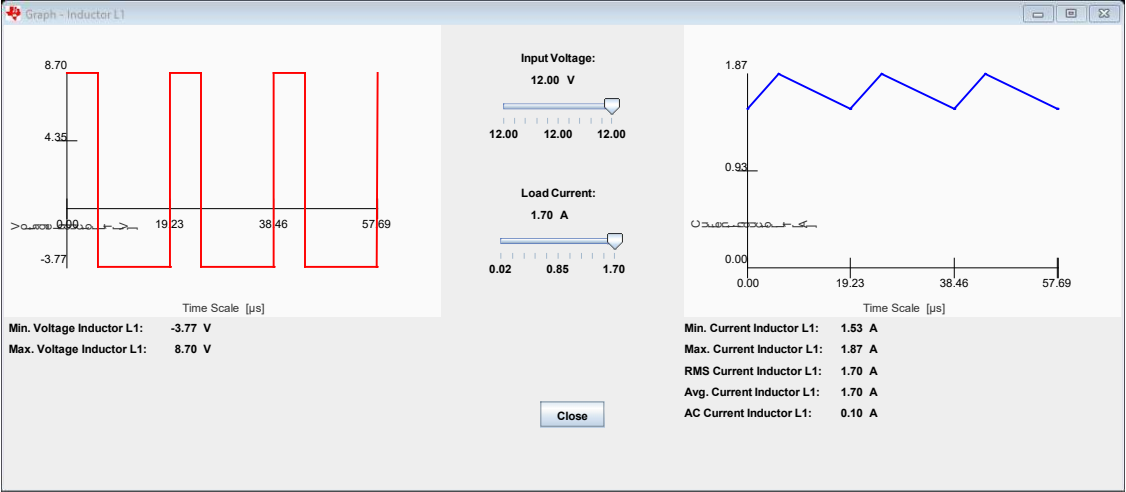 Graph - Inductor L1
8.70
4.35
0.00
-3.77
19.23
38.46
57.69
Time Scale [µs]
Min. Voltage Inductor L1: -3.77 V
Max. Voltage Inductor L1: 8.70 V
Input Voltage:
12.00 V
12.00 12.00 12.00
Load Current:
1.70 A
0.02 0.85 1.70
Close
1.87
0.93
0.00
0.00 19.23 38.46 57.69
Time Scale [µs]
Min. Current Inductor L1: 1.53 A
Max. Current Inductor L1: 1.87 A
RMS Current Inductor L1: 1.70 A
Avg. Current Inductor L1: 1.70 A
AC Current Inductor L1: 0.10 A